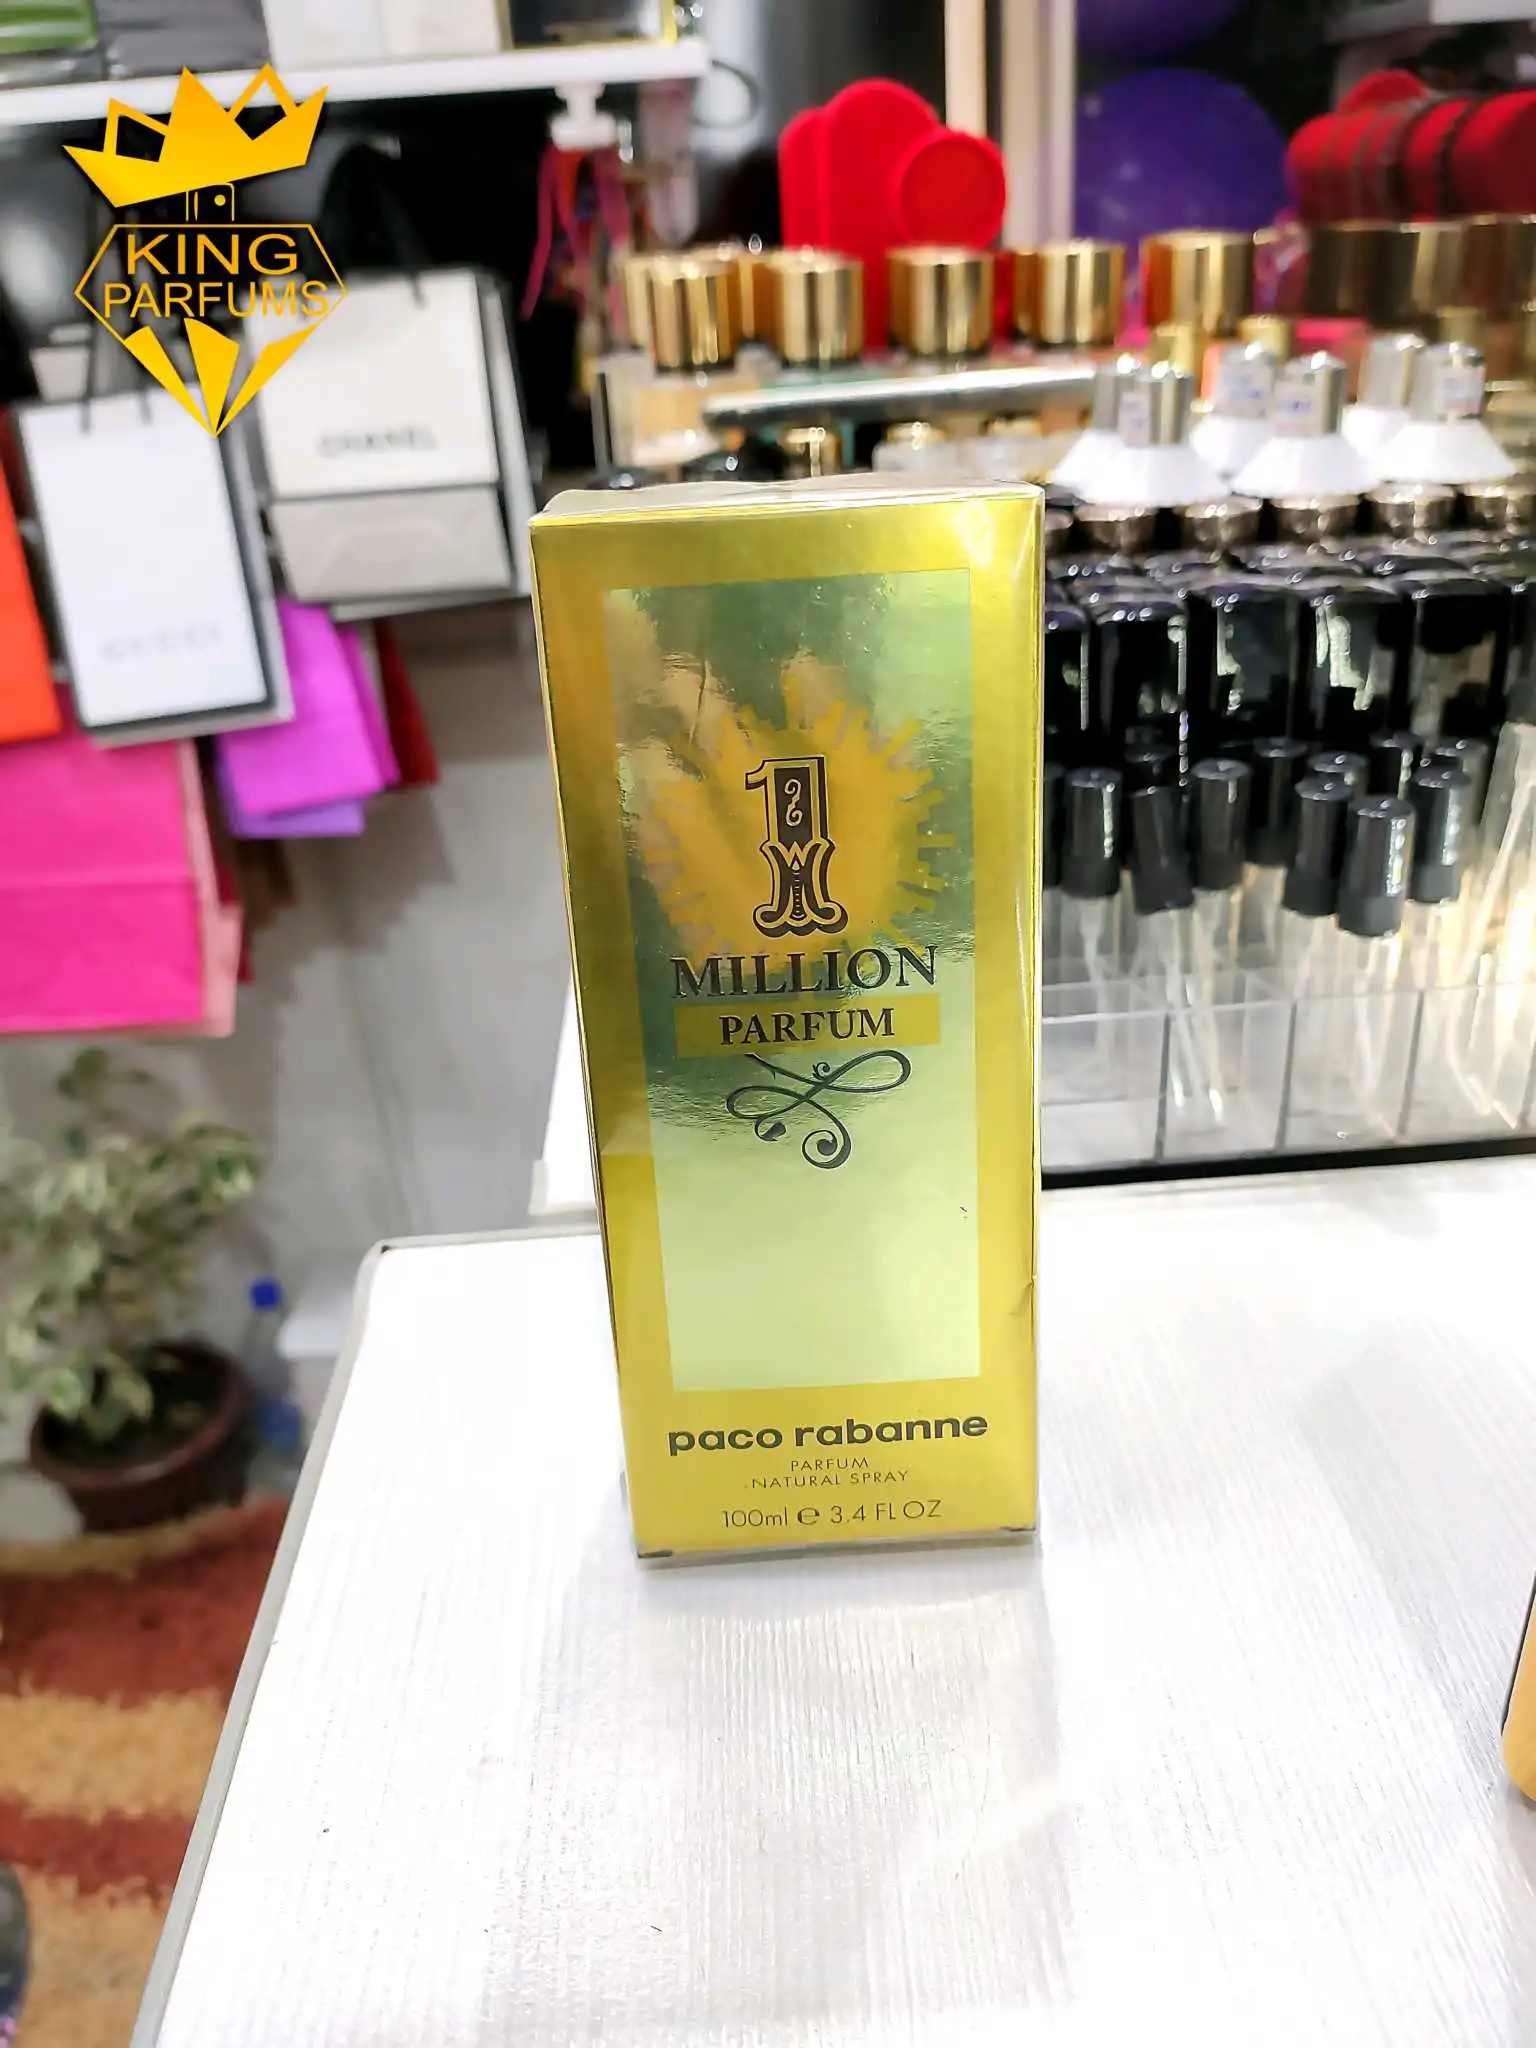 KING
PARFUMS
CHANEL
GUCCI
1
MILLION
PARFUM
paco rabanne
PARFUM
NATURAL SPRAY
100ml e 3.4 FL OZ